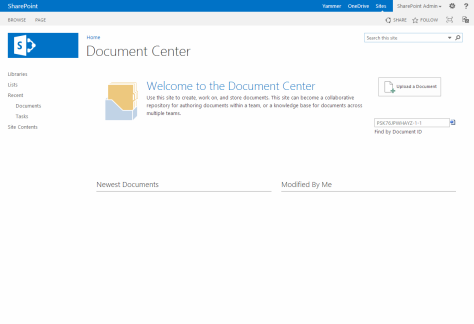 SharePoint
Yammer OneDrive Sites SharePoint Admin
BROWSE PAGE
SHARE FOLLOW
Home
Document Center
Search this site
Libraries
Lists
Recent
Documents
Tasks
Site Contents
Welcome to the Document Center
Use this site to create, work on, and store documents. This site can become a collaborative
repository for authoring documents within a team, or a knowledge base for documents across
multiple teams.
Upload a Document
Find by Document ID
Newest Documents
Modified By Me